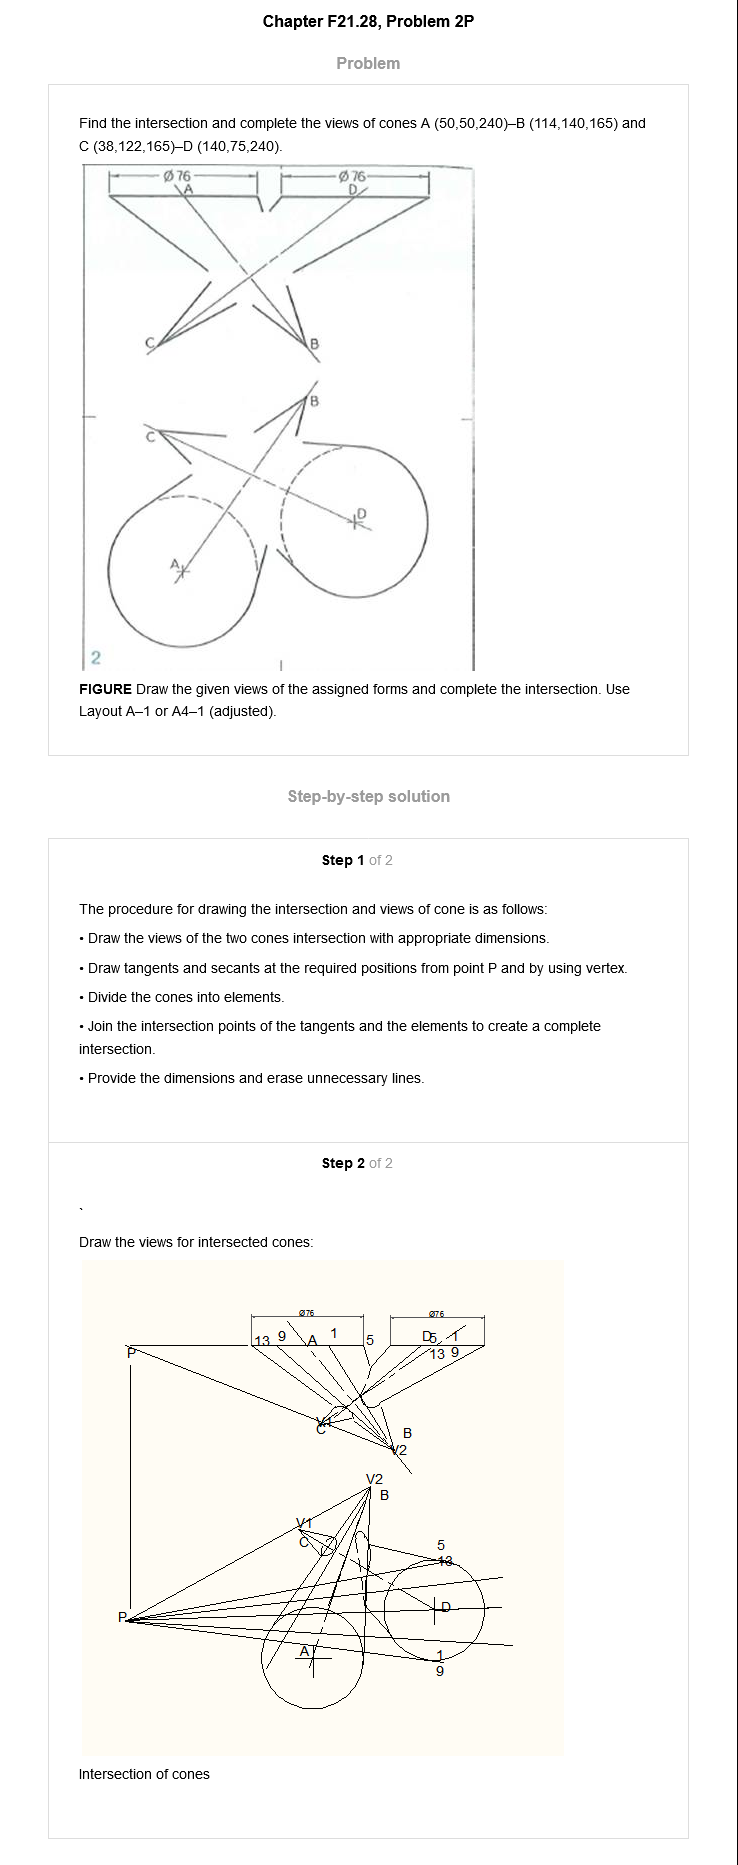 Chapter F21.28, Problem 2P
Problem
Find the intersection and complete the views of cones A (50,50,240)–B (114,140,165) and
C (38,122,165)–D (140,75,240).
Ø 76
Ø 76
A
D
C
B
B
C
D
A
2
FIGURE Draw the given views of the assigned forms and complete the intersection. Use
Layout A–1 or A4–1 (adjusted).
Step-by-step solution
Step 1 of 2
The procedure for drawing the intersection and views of cone is as follows:
• Draw the views of the two cones intersection with appropriate dimensions.
• Draw tangents and secants at the required positions from point P and by using vertex.
• Divide the cones into elements.
• Join the intersection points of the tangents and the elements to create a complete
intersection.
• Provide the dimensions and erase unnecessary lines.
Step 2 of 2
`
Draw the views for intersected cones:
Ø76
Ø76
13 9 A 1 5 D 5 1
P
13 9
V1
C
B
V2
V2
B
V1
C
5
13
P
D
A
1
9
Intersection of cones